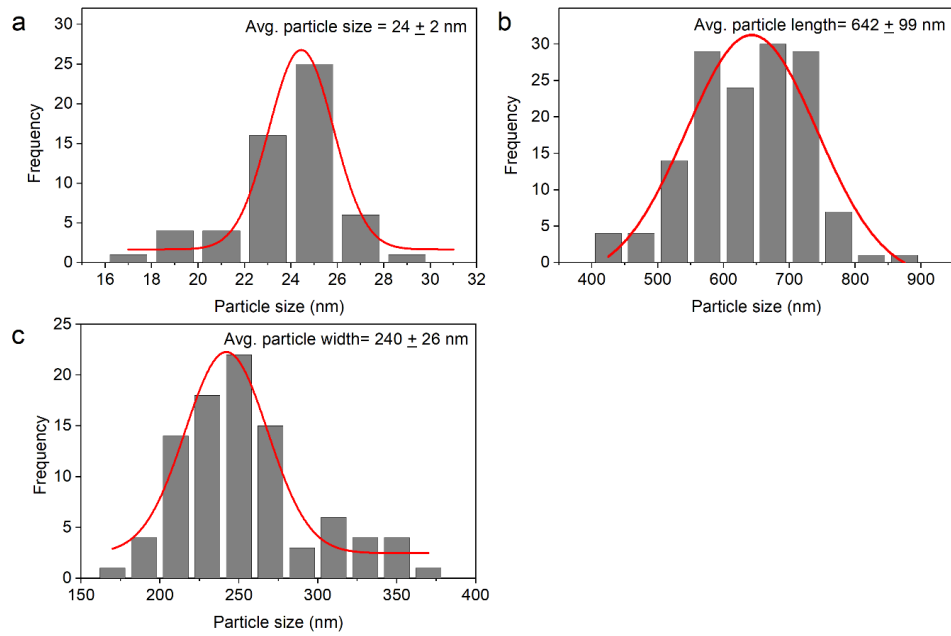 a
Avg. particle size = 24 ± 2 nm
Frequency
30
25
20
15
10
5
0
16 18 20 22 24 26 28 30 32
Particle size (nm)
b
Avg. particle length= 642 ± 99 nm
Frequency
30
25
20
15
10
5
0
400 500 600 700 800 900
Particle size (nm)
c
Avg. particle width= 240 ± 26 nm
Frequency
25
20
15
10
5
0
150 200 250 300 350 400
Particle size (nm)